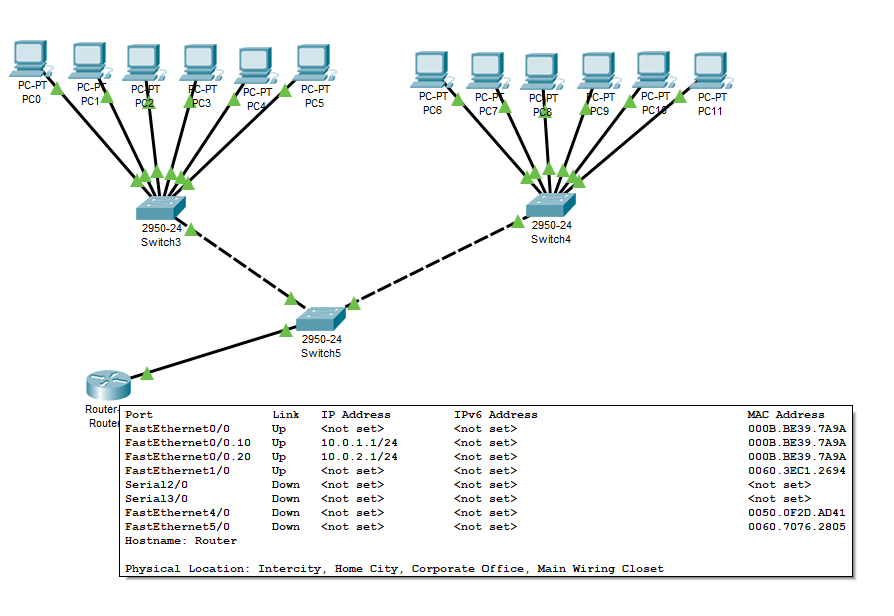 PC-PT PC-PT PC-PT PC-PT PC-PT PC-PT
PC0 PC1 PC2 PC3 PC4 PC5
PC-PT PC-PT PC-PT PC-PT PC-PT PC-PT
PC6 PC7 PC8 PC9 PC10 PC11
2950-24
Switch3
2950-24
Switch4
2950-24
Switch5
Router-
Router
Port Link IP Address IPv6 Address MAC Address
FastEthernet0/0 Up <not set> <not set> 000B.BE39.7A9A
FastEthernet0/0.10 Up 10.0.1.1/24 <not set> 000B.BE39.7A9A
FastEthernet0/0.20 Up 10.0.2.1/24 <not set> 000B.BE39.7A9A
FastEthernet1/0 Up <not set> <not set> 0060.3EC1.2694
Serial2/0 Down <not set> <not set> <not set>
Serial3/0 Down <not set> <not set> <not set>
FastEthernet4/0 Down <not set> <not set> 0050.0F2D.AD41
FastEthernet5/0 Down <not set> <not set> 0060.7076.2805
Hostname: Router
Physical Location: Intercity, Home City, Corporate Office, Main Wiring Closet